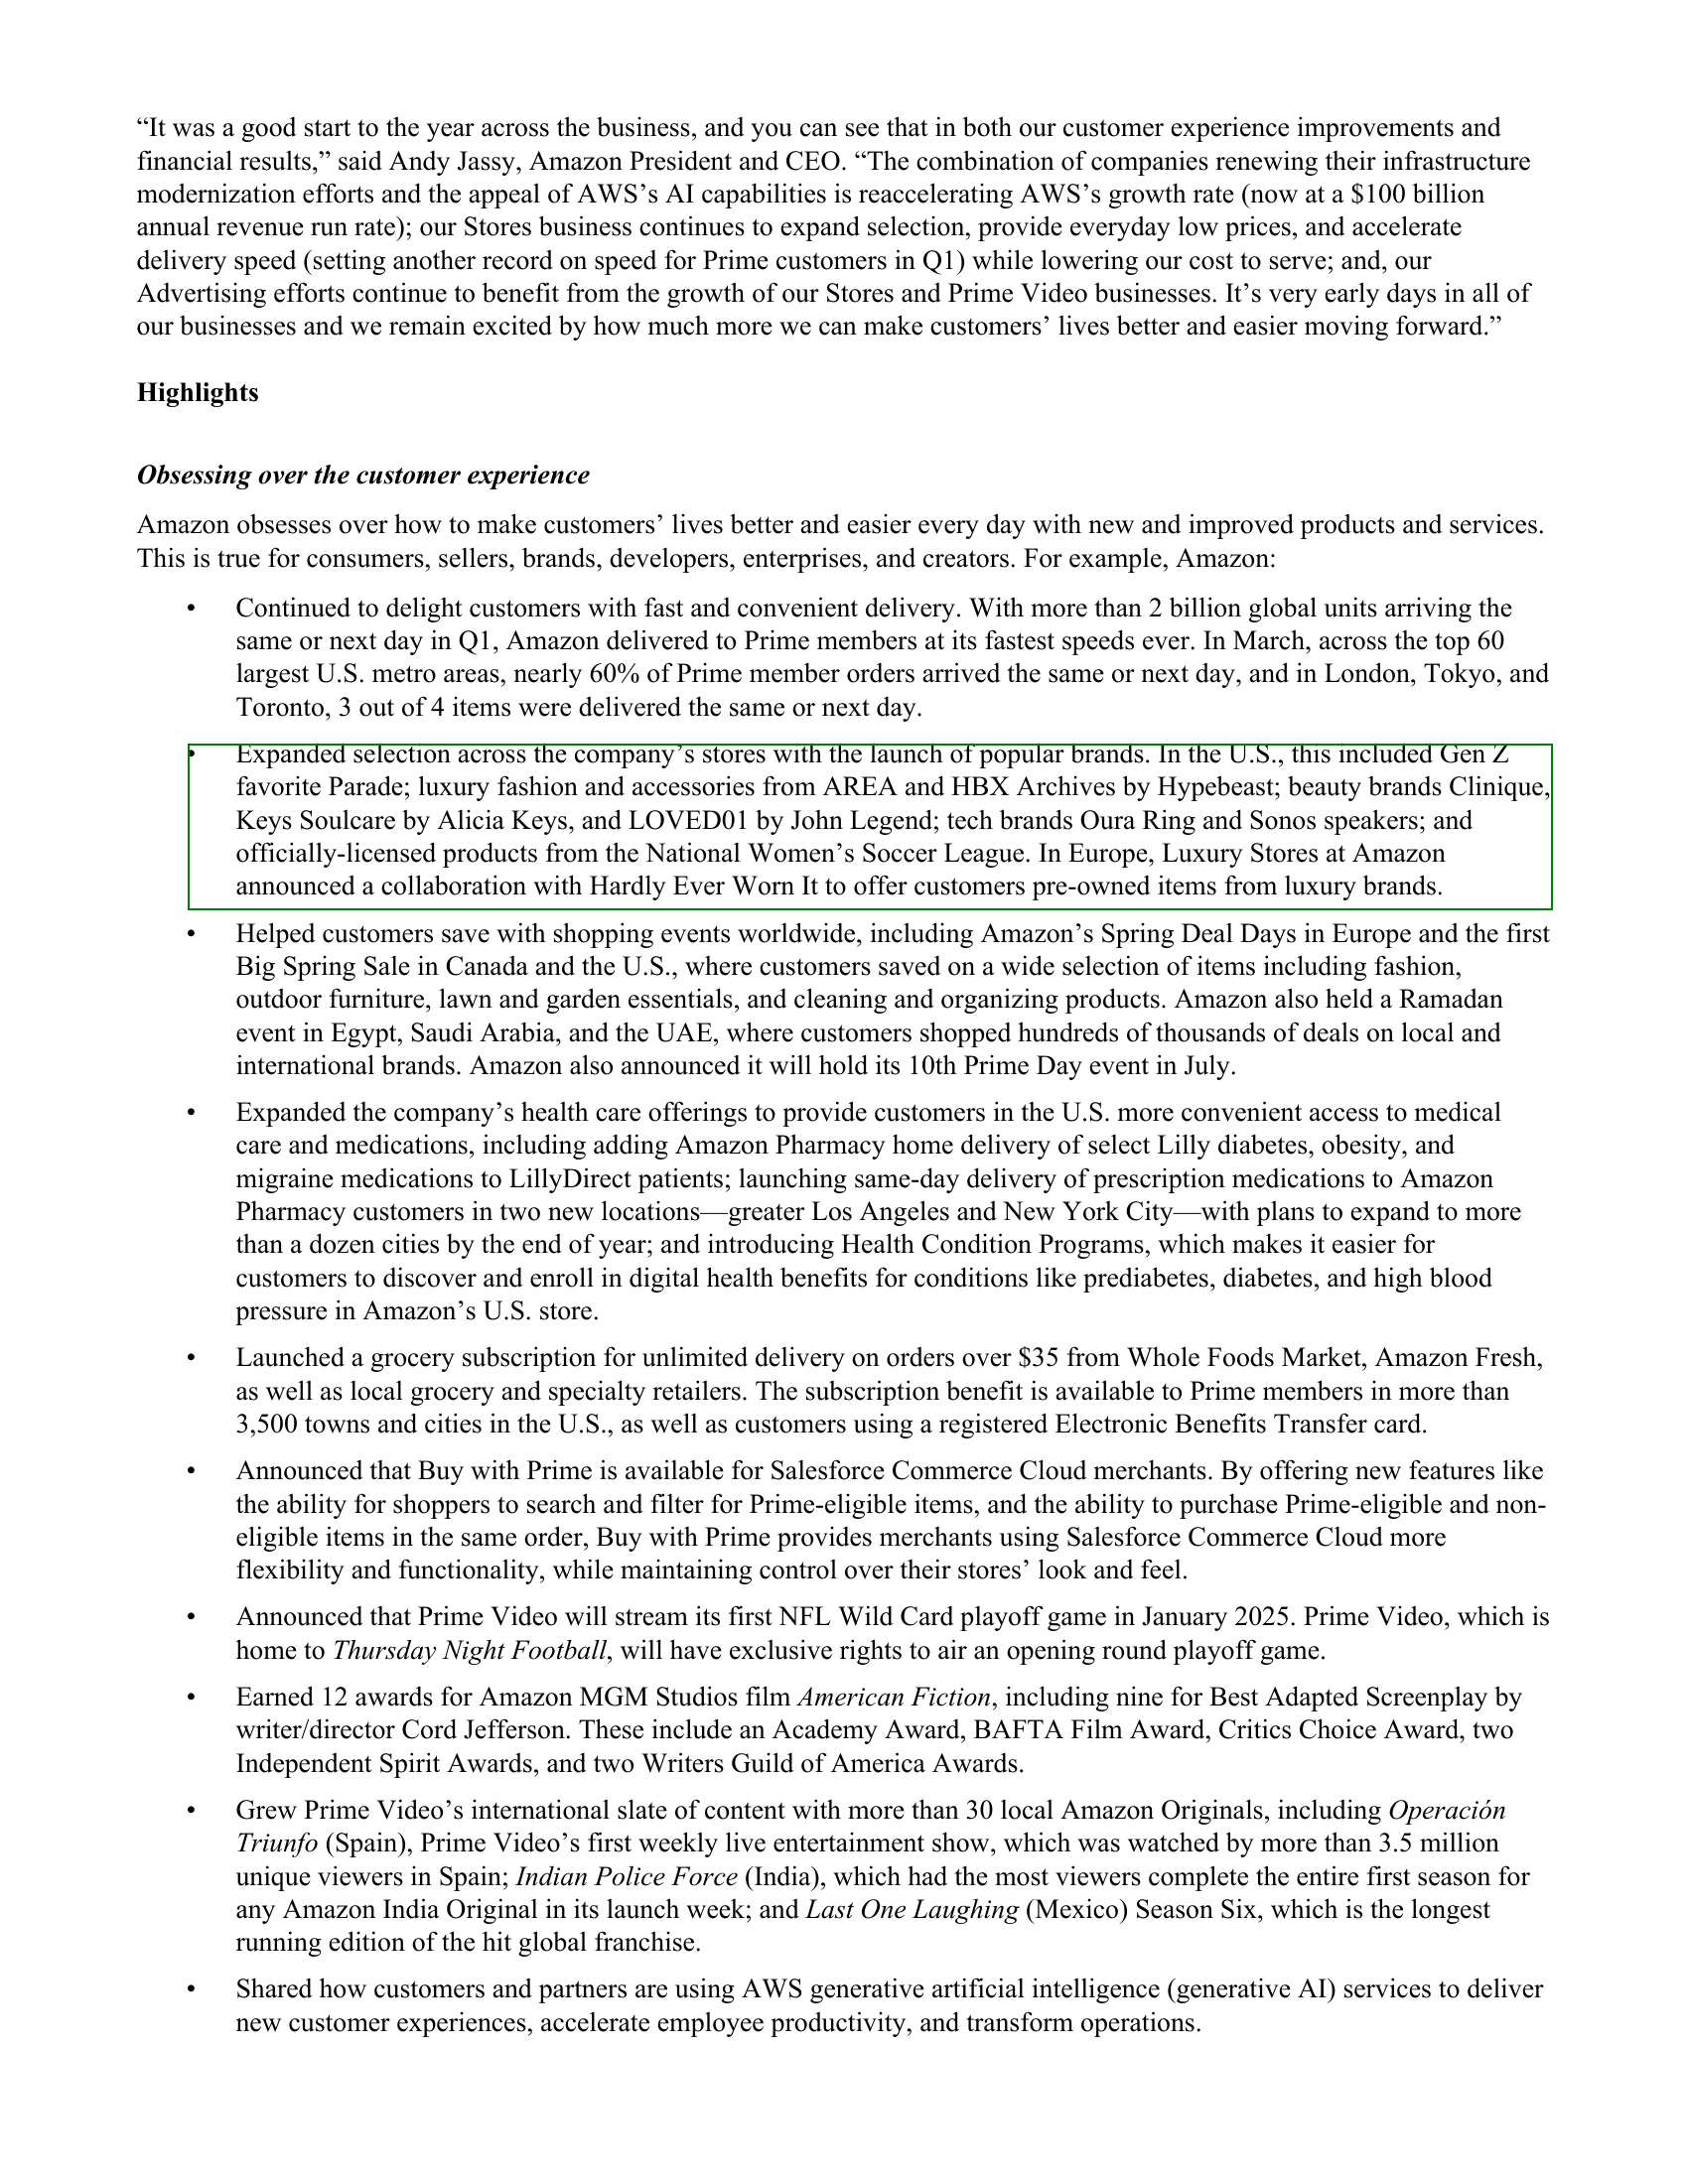 “It was a good start to the year across the business, and you can see that in both our customer experience improvements and
financial results,” said Andy Jassy, Amazon President and CEO. “The combination of companies renewing their infrastructure
modernization efforts and the appeal of AWS’s AI capabilities is reaccelerating AWS’s growth rate (now at a $100 billion
annual revenue run rate); our Stores business continues to expand selection, provide everyday low prices, and accelerate
delivery speed (setting another record on speed for Prime customers in Q1) while lowering our cost to serve; and, our
Advertising efforts continue to benefit from the growth of our Stores and Prime Video businesses. It’s very early days in all of
our businesses and we remain excited by how much more we can make customers’ lives better and easier moving forward.”
Highlights
Obsessing over the customer experience
Amazon obsesses over how to make customers’ lives better and easier every day with new and improved products and services.
This is true for consumers, sellers, brands, developers, enterprises, and creators. For example, Amazon:
• Continued to delight customers with fast and convenient delivery. With more than 2 billion global units arriving the
same or next day in Q1, Amazon delivered to Prime members at its fastest speeds ever. In March, across the top 60
largest U.S. metro areas, nearly 60% of Prime member orders arrived the same or next day, and in London, Tokyo, and
Toronto, 3 out of 4 items were delivered the same or next day.
• Expanded selection across the company’s stores with the launch of popular brands. In the U.S., this included Gen Z
favorite Parade; luxury fashion and accessories from AREA and HBX Archives by Hypebeast; beauty brands Clinique,
Keys Soulcare by Alicia Keys, and LOVED01 by John Legend; tech brands Oura Ring and Sonos speakers; and
officially-licensed products from the National Women’s Soccer League. In Europe, Luxury Stores at Amazon
announced a collaboration with Hardly Ever Worn It to offer customers pre-owned items from luxury brands.
• Helped customers save with shopping events worldwide, including Amazon’s Spring Deal Days in Europe and the first
Big Spring Sale in Canada and the U.S., where customers saved on a wide selection of items including fashion,
outdoor furniture, lawn and garden essentials, and cleaning and organizing products. Amazon also held a Ramadan
event in Egypt, Saudi Arabia, and the UAE, where customers shopped hundreds of thousands of deals on local and
international brands. Amazon also announced it will hold its 10th Prime Day event in July.
• Expanded the company’s health care offerings to provide customers in the U.S. more convenient access to medical
care and medications, including adding Amazon Pharmacy home delivery of select Lilly diabetes, obesity, and
migraine medications to LillyDirect patients; launching same-day delivery of prescription medications to Amazon
Pharmacy customers in two new locations—greater Los Angeles and New York City—with plans to expand to more
than a dozen cities by the end of year; and introducing Health Condition Programs, which makes it easier for
customers to discover and enroll in digital health benefits for conditions like prediabetes, diabetes, and high blood
pressure in Amazon’s U.S. store.
• Launched a grocery subscription for unlimited delivery on orders over $35 from Whole Foods Market, Amazon Fresh,
as well as local grocery and specialty retailers. The subscription benefit is available to Prime members in more than
3,500 towns and cities in the U.S., as well as customers using a registered Electronic Benefits Transfer card.
• Announced that Buy with Prime is available for Salesforce Commerce Cloud merchants. By offering new features like
the ability for shoppers to search and filter for Prime-eligible items, and the ability to purchase Prime-eligible and non-
eligible items in the same order, Buy with Prime provides merchants using Salesforce Commerce Cloud more
flexibility and functionality, while maintaining control over their stores’ look and feel.
• Announced that Prime Video will stream its first NFL Wild Card playoff game in January 2025. Prime Video, which is
home to Thursday Night Football, will have exclusive rights to air an opening round playoff game.
• Earned 12 awards for Amazon MGM Studios film American Fiction, including nine for Best Adapted Screenplay by
writer/director Cord Jefferson. These include an Academy Award, BAFTA Film Award, Critics Choice Award, two
Independent Spirit Awards, and two Writers Guild of America Awards.
• Grew Prime Video’s international slate of content with more than 30 local Amazon Originals, including Operación
Triunfo (Spain), Prime Video’s first weekly live entertainment show, which was watched by more than 3.5 million
unique viewers in Spain; Indian Police Force (India), which had the most viewers complete the entire first season for
any Amazon India Original in its launch week; and Last One Laughing (Mexico) Season Six, which is the longest
running edition of the hit global franchise.
• Shared how customers and partners are using AWS generative artificial intelligence (generative AI) services to deliver
new customer experiences, accelerate employee productivity, and transform operations.